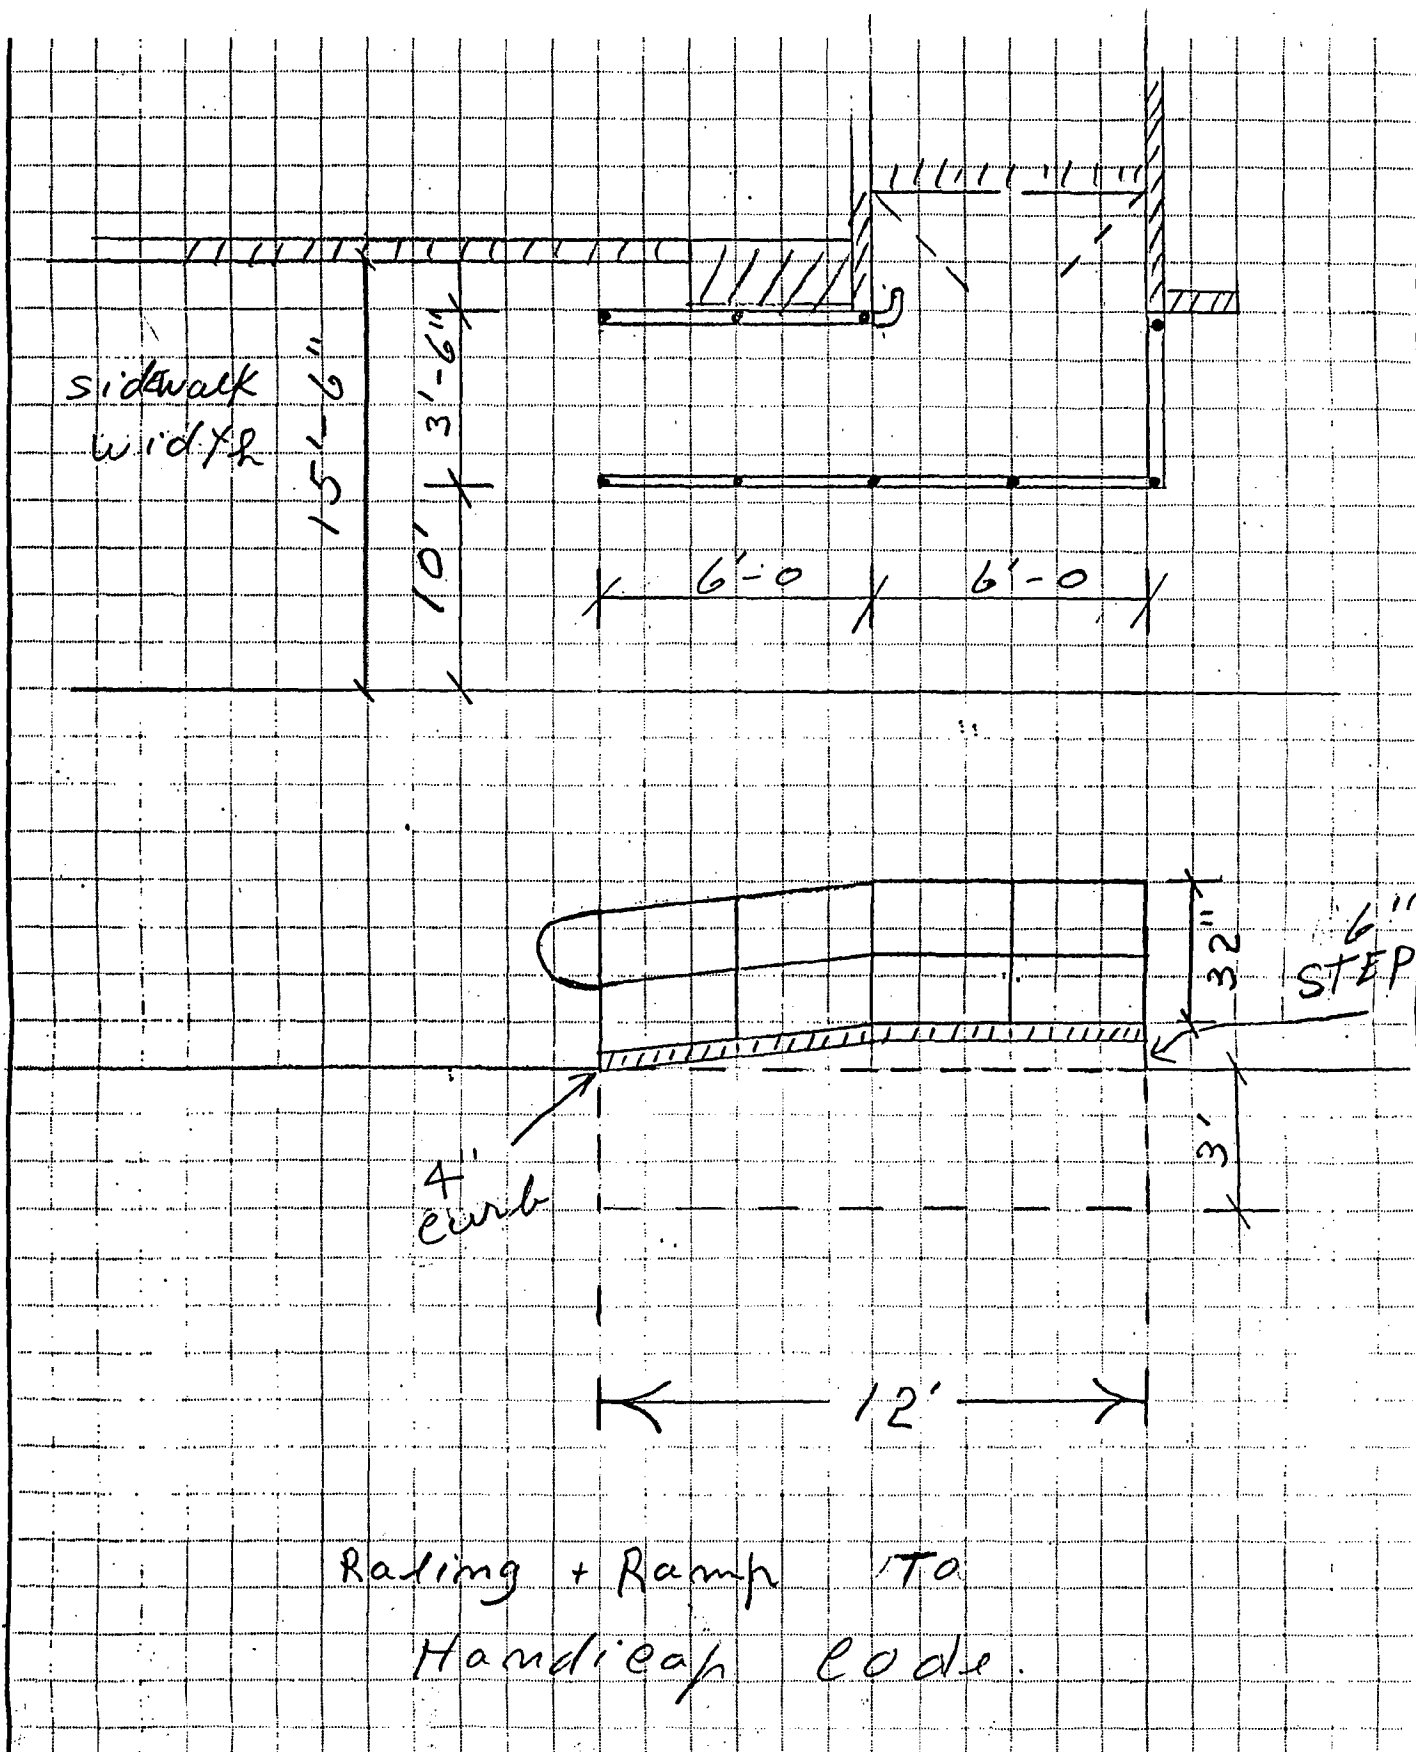 sidewalk
width
15'-6"
3'-6"
10'
6'-0
6'-0
32"
6"
STEP
3'
4"
curb
12'
Railing + Ramp To
Handicap Code.